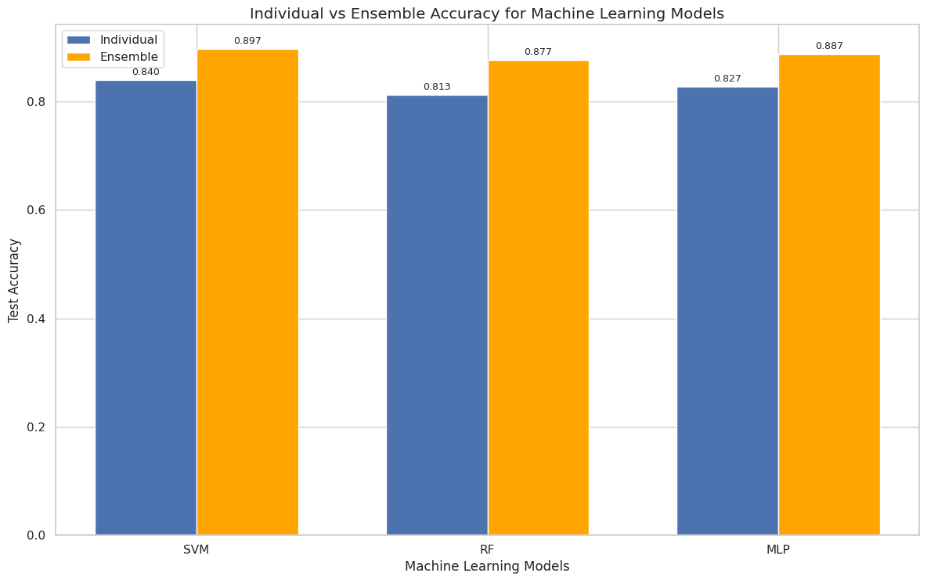 Individual vs Ensemble Accuracy for Machine Learning Models
Individual
Ensemble
0.840
0.897
0.813
0.877
0.827
0.887
0.8
0.6
0.4
0.2
0.0
Test Accuracy
SVM
RF
MLP
Machine Learning Models